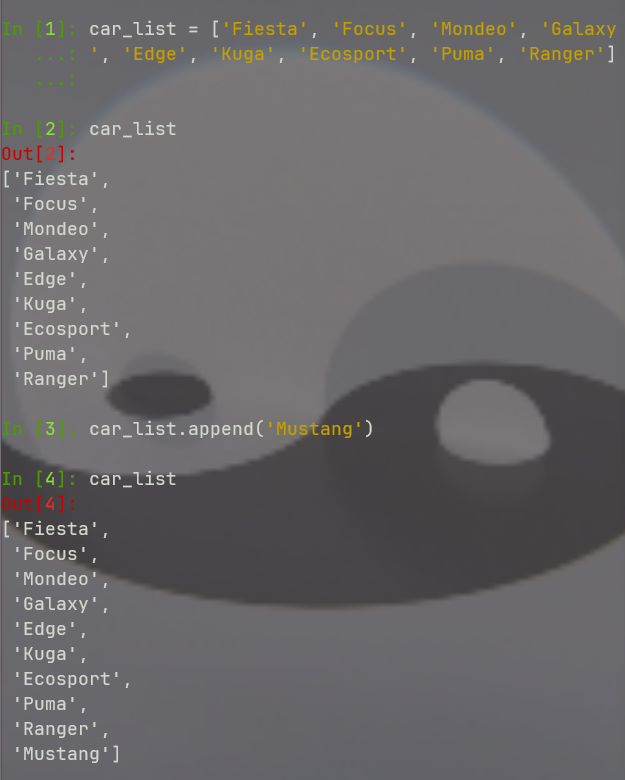 In [1]: car_list = ['Fiesta', 'Focus', 'Mondeo', 'Galaxy
   ...: ', 'Edge', 'Kuga', 'Ecosport', 'Puma', 'Ranger']
   ...:
In [2]: car_list
Out[2]:
['Fiesta',
 'Focus',
 'Mondeo',
 'Galaxy',
 'Edge',
 'Kuga',
 'Ecosport',
 'Puma',
 'Ranger']
In [3]: car_list.append('Mustang')
In [4]: car_list
Out[4]:
['Fiesta',
 'Focus',
 'Mondeo',
 'Galaxy',
 'Edge',
 'Kuga',
 'Ecosport',
 'Puma',
 'Ranger',
 'Mustang']